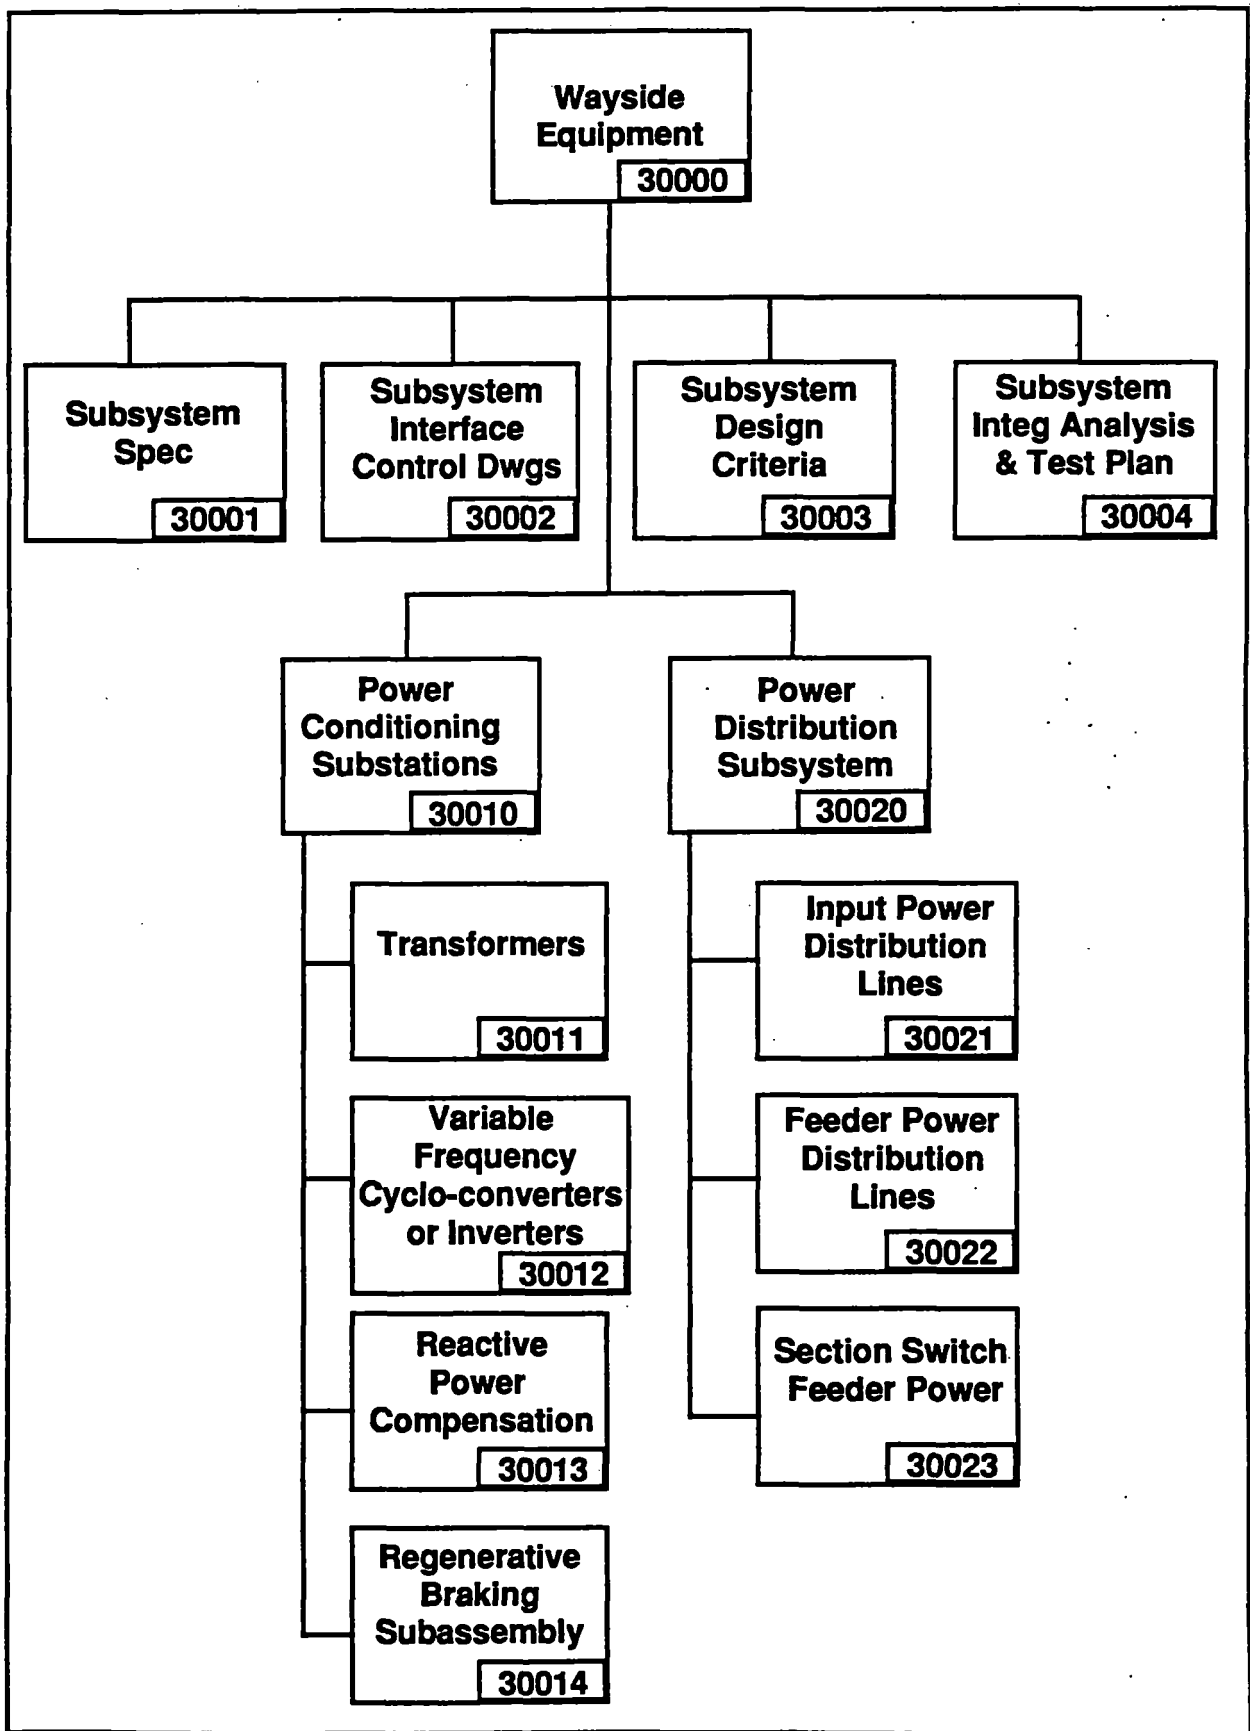 Wayside
Equipment
30000
Subsystem
Spec
30001
Subsystem
Interface
Control Dwgs
30002
Subsystem
Design
Criteria
30003
Subsystem
Integ Analysis
& Test Plan
30004
Power
Conditioning
Substations
30010
Power
Distribution
Subsystem
30020
Transformers
30011
Variable
Frequency
Cyclo-converters
or Inverters
30012
Reactive
Power
Compensation
30013
Regenerative
Braking
Subassembly
30014
Input Power
Distribution
Lines
30021
Feeder Power
Distribution
Lines
30022
Section Switch
Feeder Power
30023